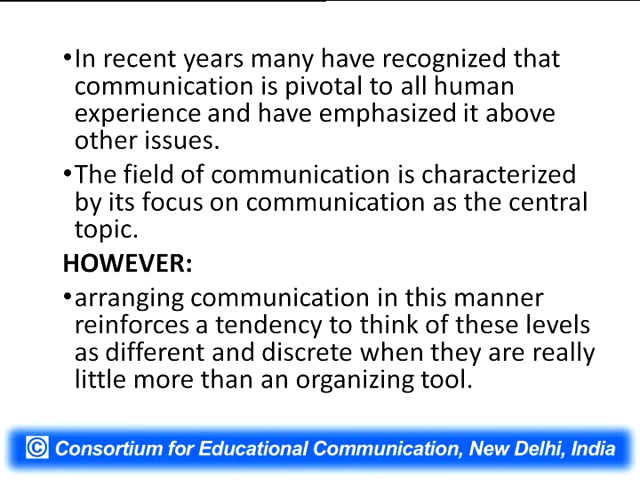 •In recent years many have recognized that
communication is pivotal to all human
experience and have emphasized it above
other issues.
•The field of communication is characterized
by its focus on communication as the central
topic.
HOWEVER:
•arranging communication in this manner
reinforces a tendency to think of these levels
as different and discrete when they are really
little more than an organizing tool.
© Consortium for Educational Communication, New Delhi, India